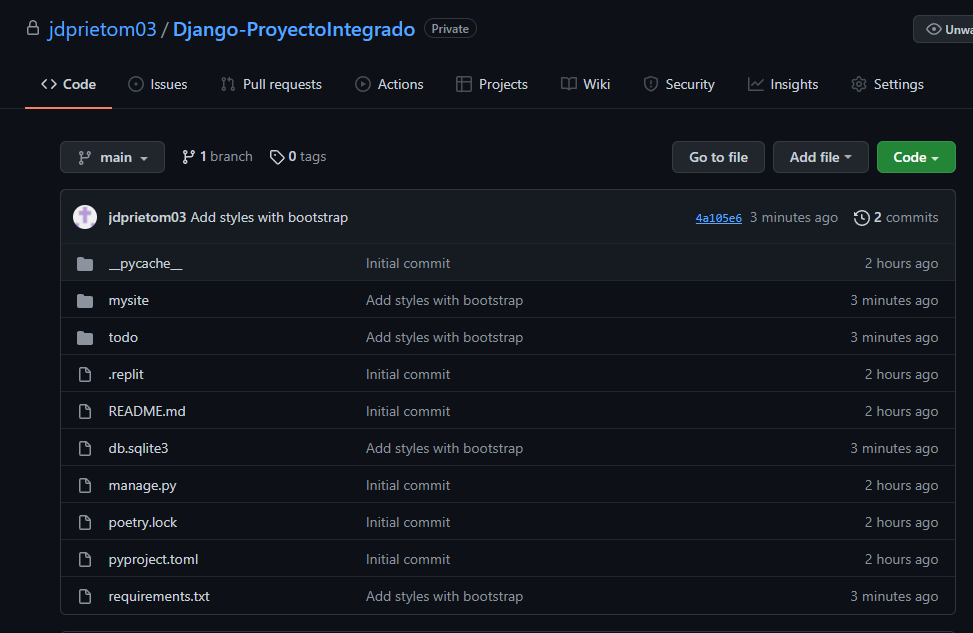 jdprietom03 / Django-ProyectoIntegrado Private
Code Issues Pull requests Actions Projects Wiki Security Insights Settings
main 1 branch 0 tags Go to file Add file Code
jdprietom03 Add styles with bootstrap 4a105e6 3 minutes ago 2 commits
__pycache__ Initial commit 2 hours ago
mysite Add styles with bootstrap 3 minutes ago
todo Add styles with bootstrap 3 minutes ago
.replit Initial commit 2 hours ago
README.md Initial commit 2 hours ago
db.sqlite3 Add styles with bootstrap 3 minutes ago
manage.py Initial commit 2 hours ago
poetry.lock Initial commit 2 hours ago
pyproject.toml Initial commit 2 hours ago
requirements.txt Add styles with bootstrap 3 minutes ago